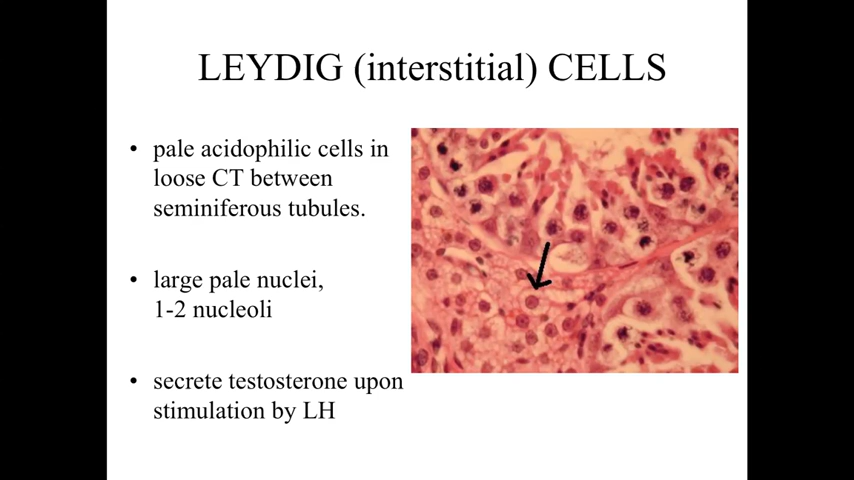 LEYDIG (interstitial) CELLS
• pale acidophilic cells in
loose CT between
seminiferous tubules.
• large pale nuclei,
1-2 nucleoli
• secrete testosterone upon
stimulation by LH